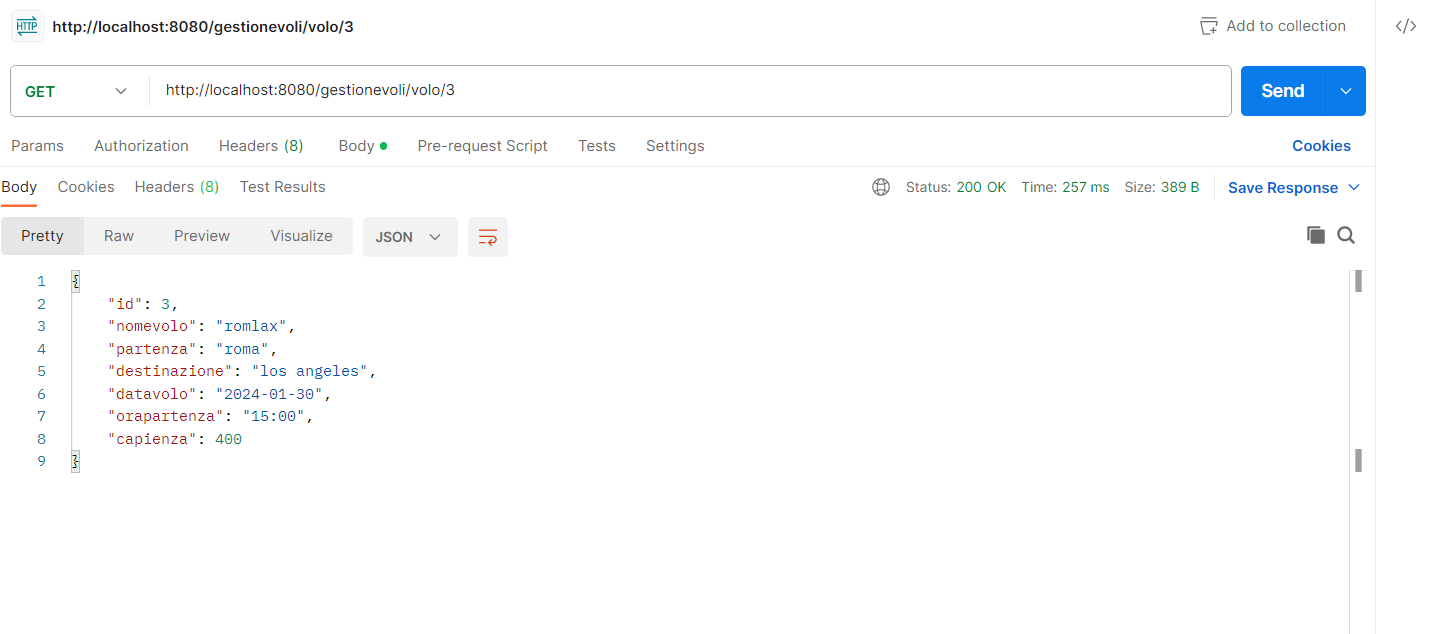 HTTP http://localhost:8080/gestionevoli/volo/3 Add to collection </>
GET http://localhost:8080/gestionevoli/volo/3 Send
Params Authorization Headers (8) Body Pre-request Script Tests Settings Cookies
Body Cookies Headers (8) Test Results Status: 200 OK Time: 257 ms Size: 389 B Save Response
Pretty Raw Preview Visualize JSON
1 {
2 "id": 3,
3 "nomevolo": "romlax",
4 "partenza": "roma",
5 "destinazione": "los angeles",
6 "datavolo": "2024-01-30",
7 "orapartenza": "15:00",
8 "capienza": 400
9 }